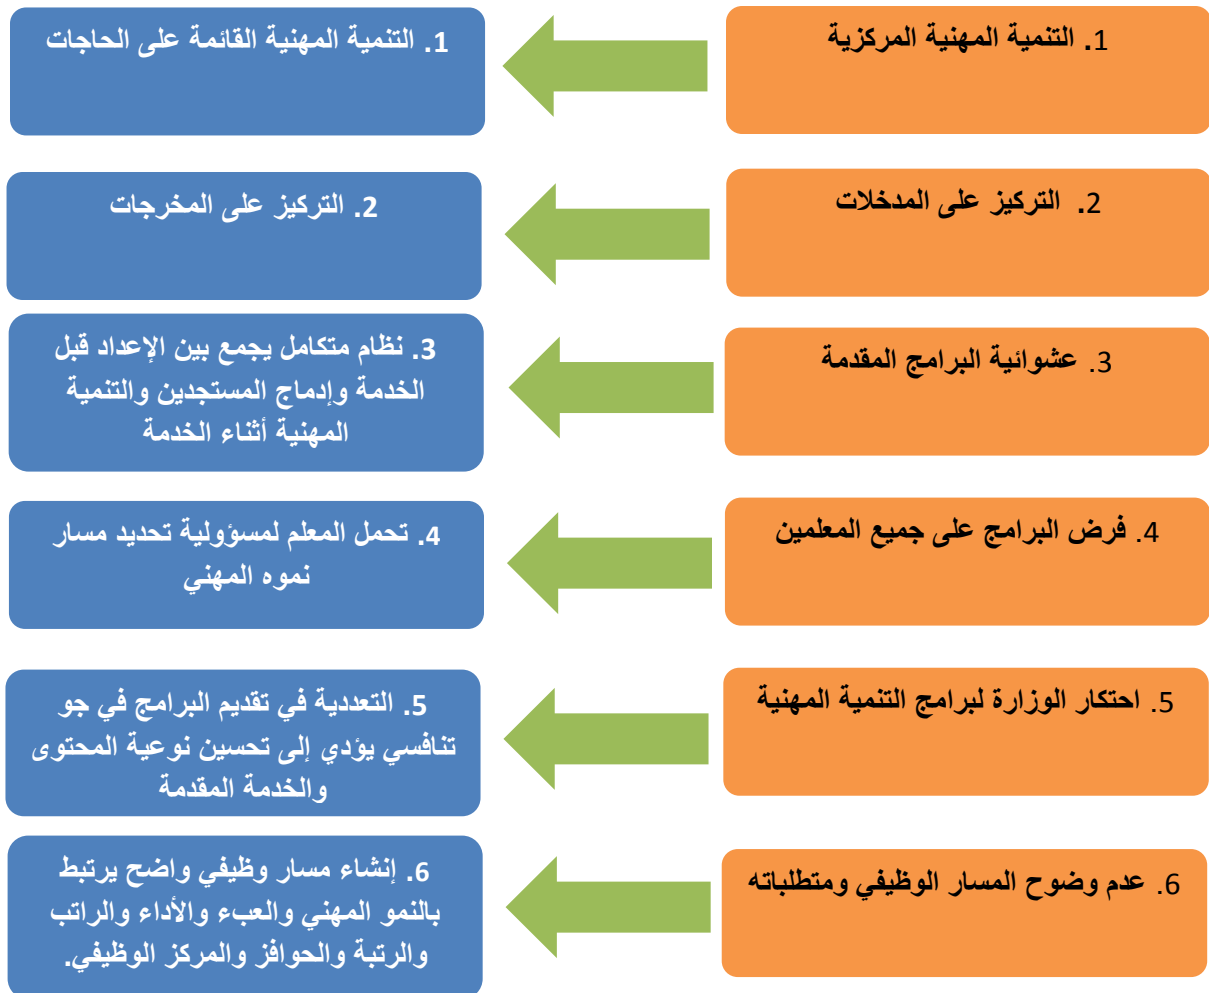 1. التنمية المهنية المركزية
1. التنمية المهنية القائمة على الحاجات
2. التركيز على المدخلات
2. التركيز على المخرجات
3. عشوائية البرامج المقدمة
3. نظام متكامل يجمع بين الإعداد قبل
الخدمة وإدماج المستجدين والتنمية
المهنية أثناء الخدمة
4. فرض البرامج على جميع المعلمين
4. تحمل المعلم لمسؤولية تحديد مسار
نموه المهني
5. احتكار الوزارة لبرامج التنمية المهنية
5. التعددية في تقديم البرامج في جو
تنافسي يؤدي إلى تحسين نوعية المحتوى
والخدمة المقدمة
6. عدم وضوح المسار الوظيفي ومتطلباته
6. إنشاء مسار وظيفي واضح يرتبط
بالنمو المهني والعبء والأداء والراتب
والرتبة والحوافز والمركز الوظيفي.